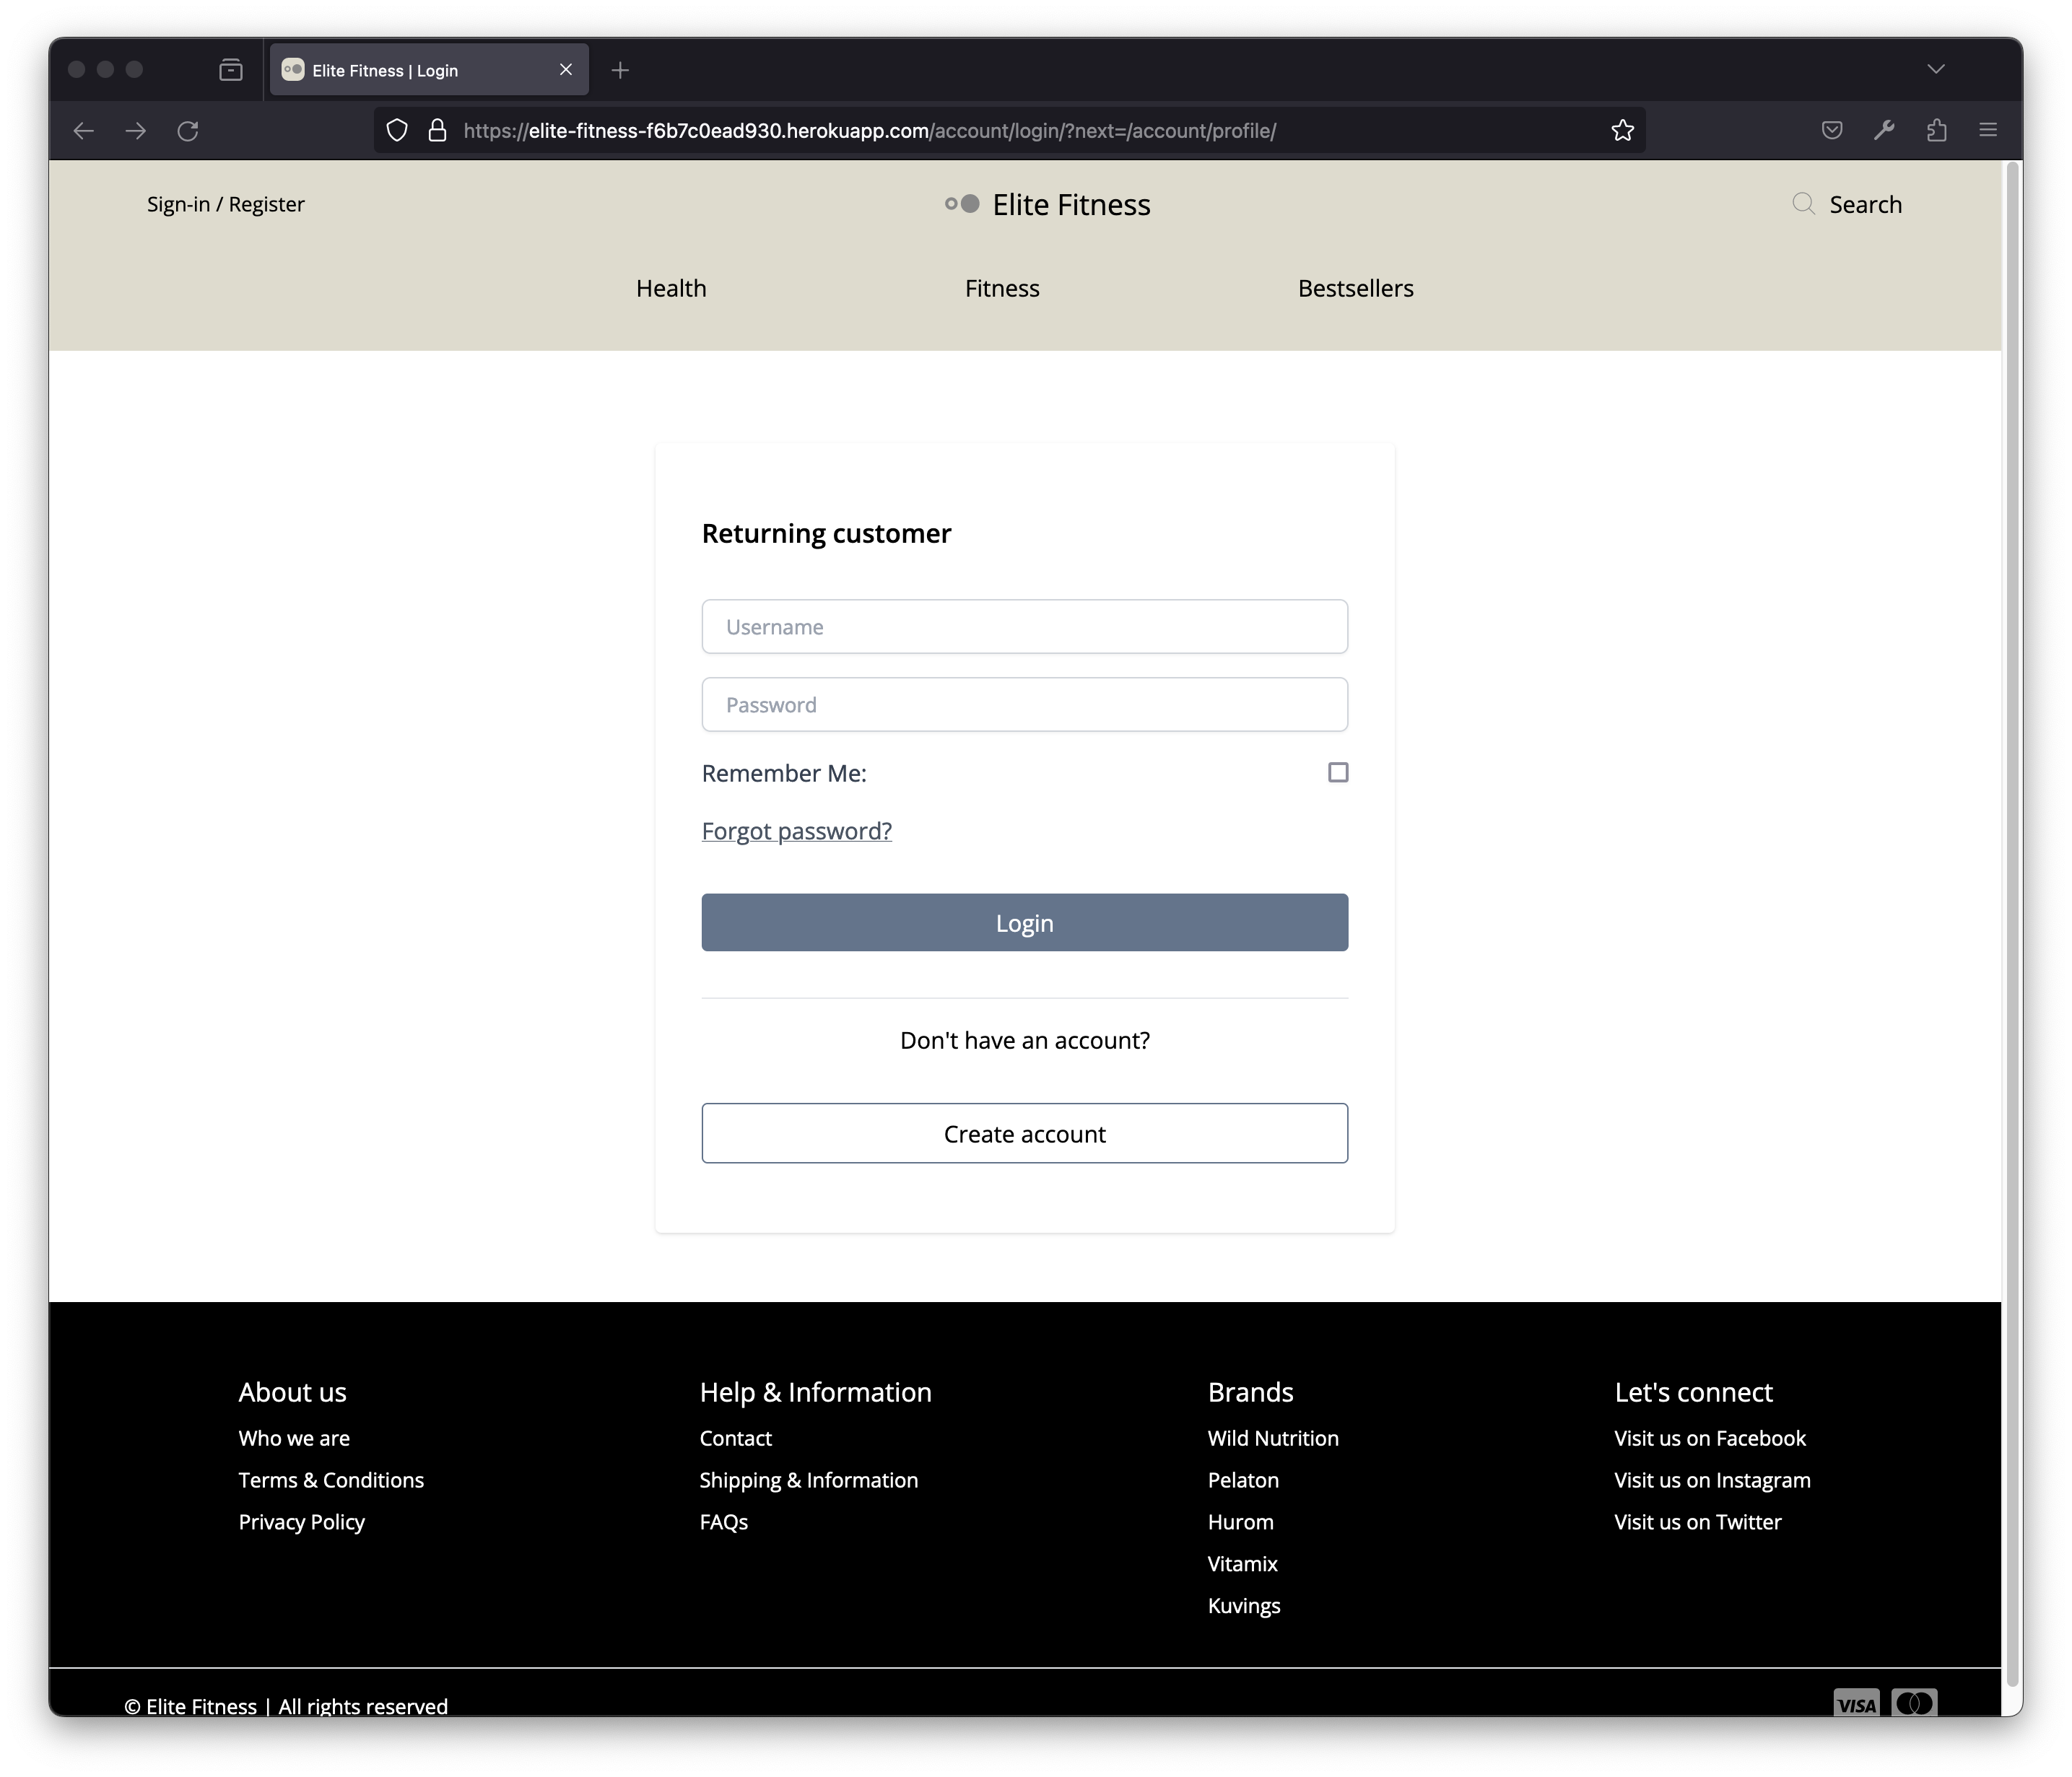 Elite Fitness | Login
https://elite-fitness-f6b7c0ead930.herokuapp.com/account/login/?next=/account/profile/
Sign-in / Register
Elite Fitness
Search
Health
Fitness
Bestsellers
Returning customer
Username
Password
Remember Me:
Forgot password?
Login
Don't have an account?
Create account
About us
Who we are
Terms & Conditions
Privacy Policy
Help & Information
Contact
Shipping & Information
FAQs
Brands
Wild Nutrition
Pelaton
Hurom
Vitamix
Kuvings
Let's connect
Visit us on Facebook
Visit us on Instagram
Visit us on Twitter
© Elite Fitness | All rights reserved
VISA